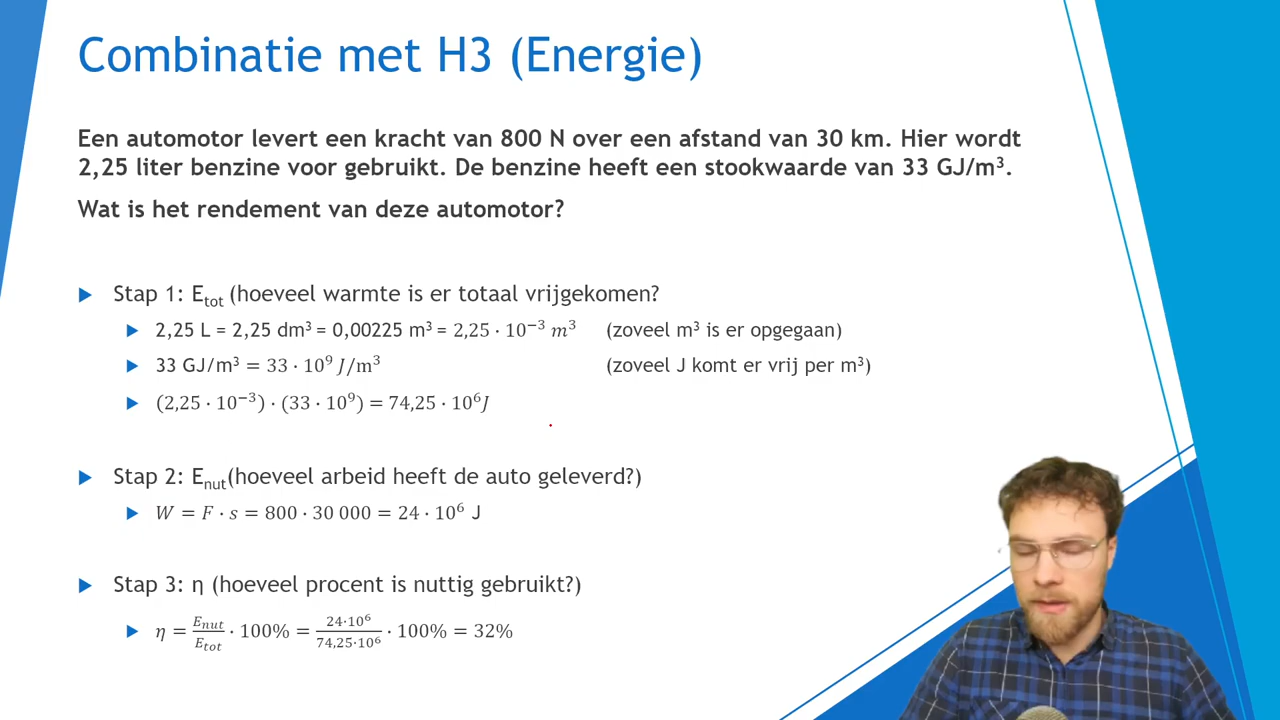 Combinatie met H3 (Energie)
Een automotor levert een kracht van 800 N over een afstand van 30 km. Hier wordt
2,25 liter benzine voor gebruikt. De benzine heeft een stookwaarde van 33 GJ/m³.
Wat is het rendement van deze automotor?
Stap 1: E_tot (hoeveel warmte is er totaal vrijgekomen?
2,25 L = 2,25 dm³ = 0,00225 m³ = 2,25 · 10⁻³ m³ (zoveel m³ is er opgegaan)
33 GJ/m³ = 33 · 10⁹ J/m³ (zoveel J komt er vrij per m³)
(2,25 · 10⁻³) · (33 · 10⁹) = 74,25 · 10⁶J
Stap 2: E_nut(hoeveel arbeid heeft de auto geleverd?)
W = F · s = 800 · 30 000 = 24 · 10⁶ J
Stap 3: η (hoeveel procent is nuttig gebruikt?)
η = E_nut/E_tot · 100% = 24·10⁶/74,25·10⁶ · 100% = 32%